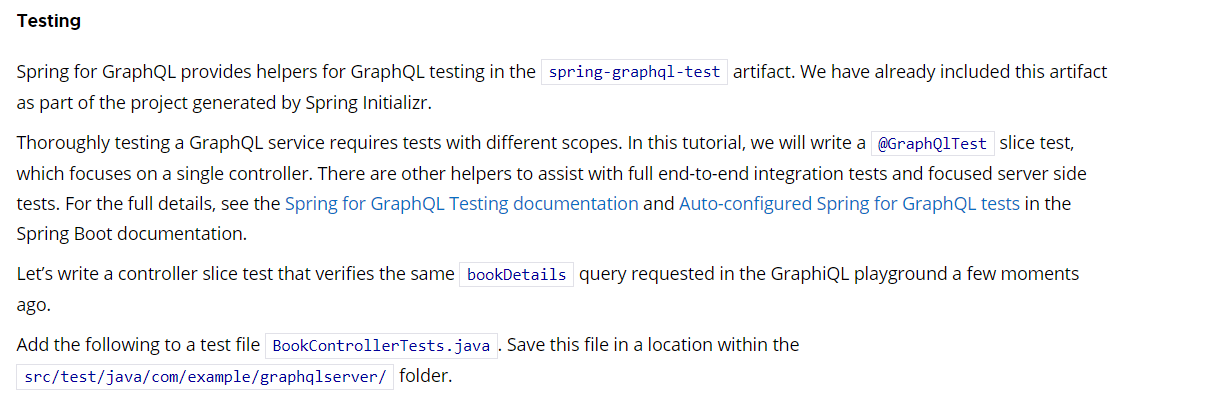 Testing
Spring for GraphQL provides helpers for GraphQL testing in the spring-graphql-test artifact. We have already included this artifact
as part of the project generated by Spring Initializr.
Thoroughly testing a GraphQL service requires tests with different scopes. In this tutorial, we will write a @GraphQlTest slice test,
which focuses on a single controller. There are other helpers to assist with full end-to-end integration tests and focused server side
tests. For the full details, see the Spring for GraphQL Testing documentation and Auto-configured Spring for GraphQL tests in the
Spring Boot documentation.
Let’s write a controller slice test that verifies the same bookDetails query requested in the GraphiQL playground a few moments
ago.
Add the following to a test file BookControllerTests.java . Save this file in a location within the
src/test/java/com/example/graphqlserver/ folder.